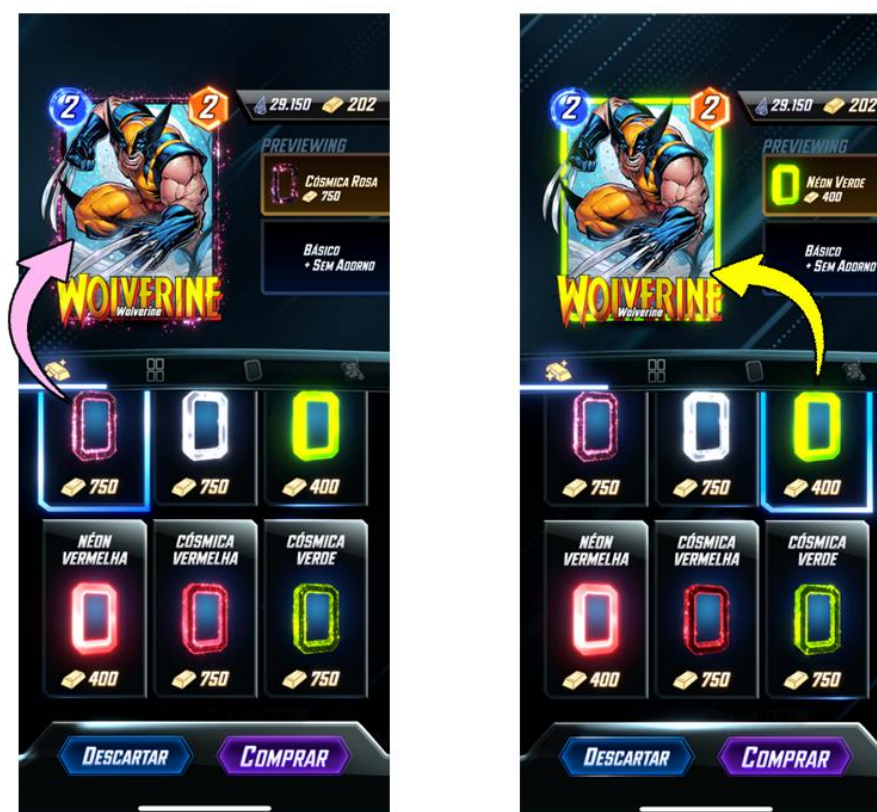 2 2 29.150 202
PREVIEWING
CÓSMICA ROSA
750
BÁSICO
+ SEM ADORNO
WOLVERINE
Wolverine
750 750 400
NÉON VERMELHA
400
CÓSMICA VERMELHA
750
CÓSMICA VERDE
750
DESCARTAR COMPRAR
2 2 29.150 202
PREVIEWING
NÉON VERDE
400
BÁSICO
+ SEM ADORNO
WOLVERINE
Wolverine
750 750 400
NÉON VERMELHA
400
CÓSMICA VERMELHA
750
CÓSMICA VERDE
750
DESCARTAR COMPRAR